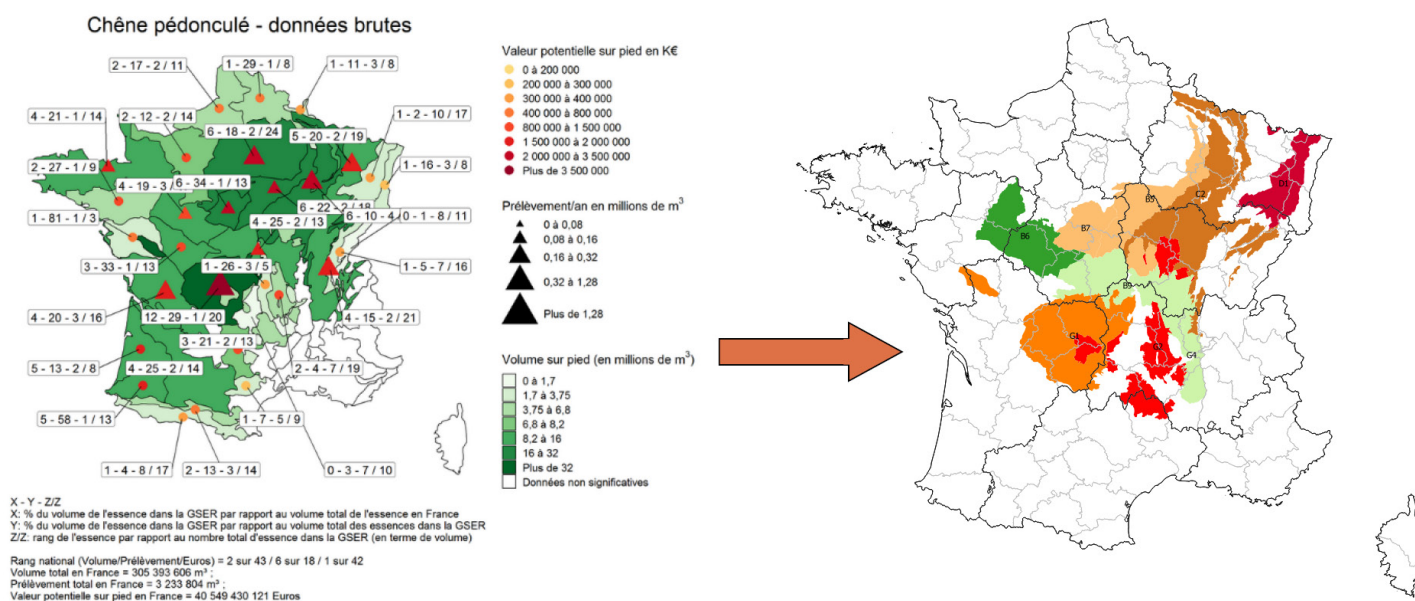 Chêne pédonculé - données brutes
2 - 17 - 2 / 11
1 - 29 - 1 / 8
1 - 11 - 3 / 8
4 - 21 - 1 / 14
2 - 12 - 2 / 14
6 - 18 - 2 / 24
5 - 20 - 2 / 19
1 - 2 - 10 / 17
2 - 27 - 1 / 9
4 - 19 - 3 /
6 - 34 - 1 / 13
1 - 16 - 3 / 8
1 - 81 - 1 / 3
4 - 25 - 2 / 13
6 - 22 - 2 / 18
6 - 10 - 4
0 - 1 - 8 / 11
3 - 33 - 1 / 13
1 - 26 - 3 / 5
1 - 5 - 7 / 16
4 - 20 - 3 / 16
12 - 29 - 1 / 20
4 - 15 - 2 / 21
3 - 21 - 2 / 13
5 - 13 - 2 / 8
4 - 25 - 2 / 14
2 - 4 - 7 / 19
5 - 58 - 1 / 13
1 - 7 - 5 / 9
1 - 4 - 8 / 17
2 - 13 - 3 / 14
0 - 3 - 7 / 10
Valeur potentielle sur pied en K€
0 à 200 000
200 000 à 300 000
300 000 à 400 000
400 000 à 800 000
800 000 à 1 500 000
1 500 000 à 2 000 000
2 000 000 à 3 500 000
Plus de 3 500 000
Prélèvement/an en millions de m³
0 à 0,08
0,08 à 0,16
0,16 à 0,32
0,32 à 1,28
Plus de 1,28
Volume sur pied (en millions de m³)
0 à 1,7
1,7 à 3,75
3,75 à 6,8
6,8 à 8,2
8,2 à 16
16 à 32
Plus de 32
Données non significatives
X - Y - Z/Z
X: % du volume de l'essence dans la GSER par rapport au volume total de l'essence en France
Y: % du volume de l'essence dans la GSER par rapport au volume total des essences dans la GSER
Z/Z: rang de l'essence par rapport au nombre total d'essence dans la GSER (en terme de volume)
Rang national (Volume/Prélèvement/Euros) = 2 sur 43 / 6 sur 18 / 1 sur 42
Volume total en France = 305 393 606 m³ ;
Prélèvement total en France = 3 233 804 m³ ;
Valeur potentielle sur pied en France = 40 549 430 121 Euros
D1
C2
B5
B7
B6
B9
G4